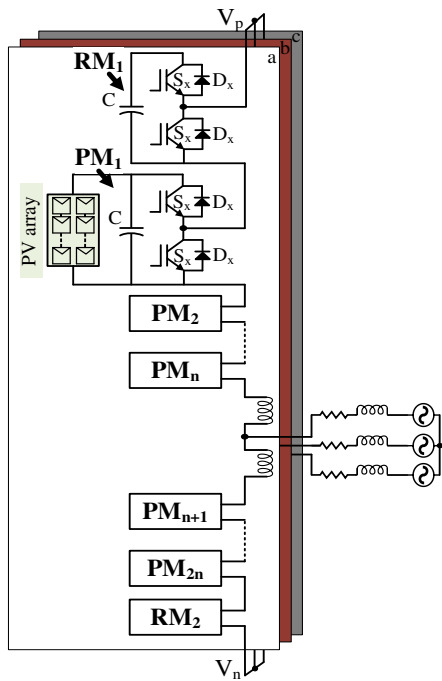 Vp
c
b
a
RM1
C
Sx
Dx
Sx
Dx
PM1
PV array
C
Sx
Dx
Sx
Dx
PM2
PMn
PMn+1
PM2n
RM2
Vn